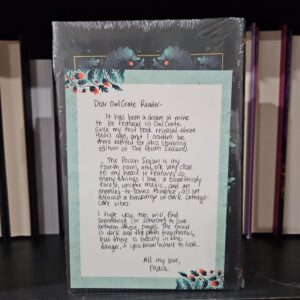 Dear OwlCrate Reader-
It has been a dream of mine
to be featured in OwlCrate
since my first book released three
years ago, and I couldn't be
more excited for this stunning
edition of The Poison Season!
The Poison Season is my
fourth novel, and one very close
to my heart. It features so
many things I love: a bloodthirsty
forest, unique magic, and an
enemies to lovers romance, all set
against a backdrop of dark cottage-
core vibes.
I hope you, too, will find
something (or someone) to love
between these pages. The forest
is dark and the path treacherous,
but there is beauty in the
danger, if you know where to look.
All my love,
Mara